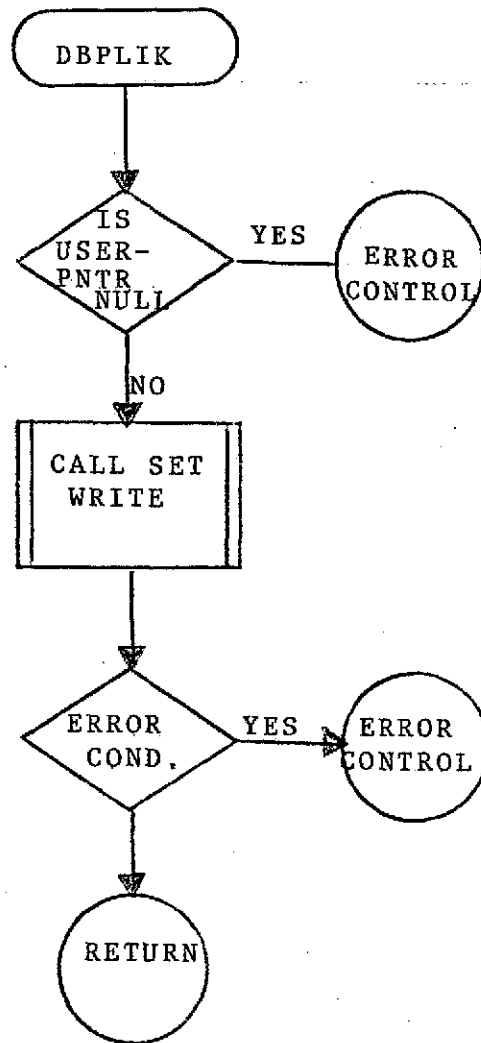 DBPLIK
IS
USER-
PNTR
NULL
YES
ERROR
CONTROL
NO
CALL SET
WRITE
ERROR
COND.
YES
ERROR
CONTROL
RETURN